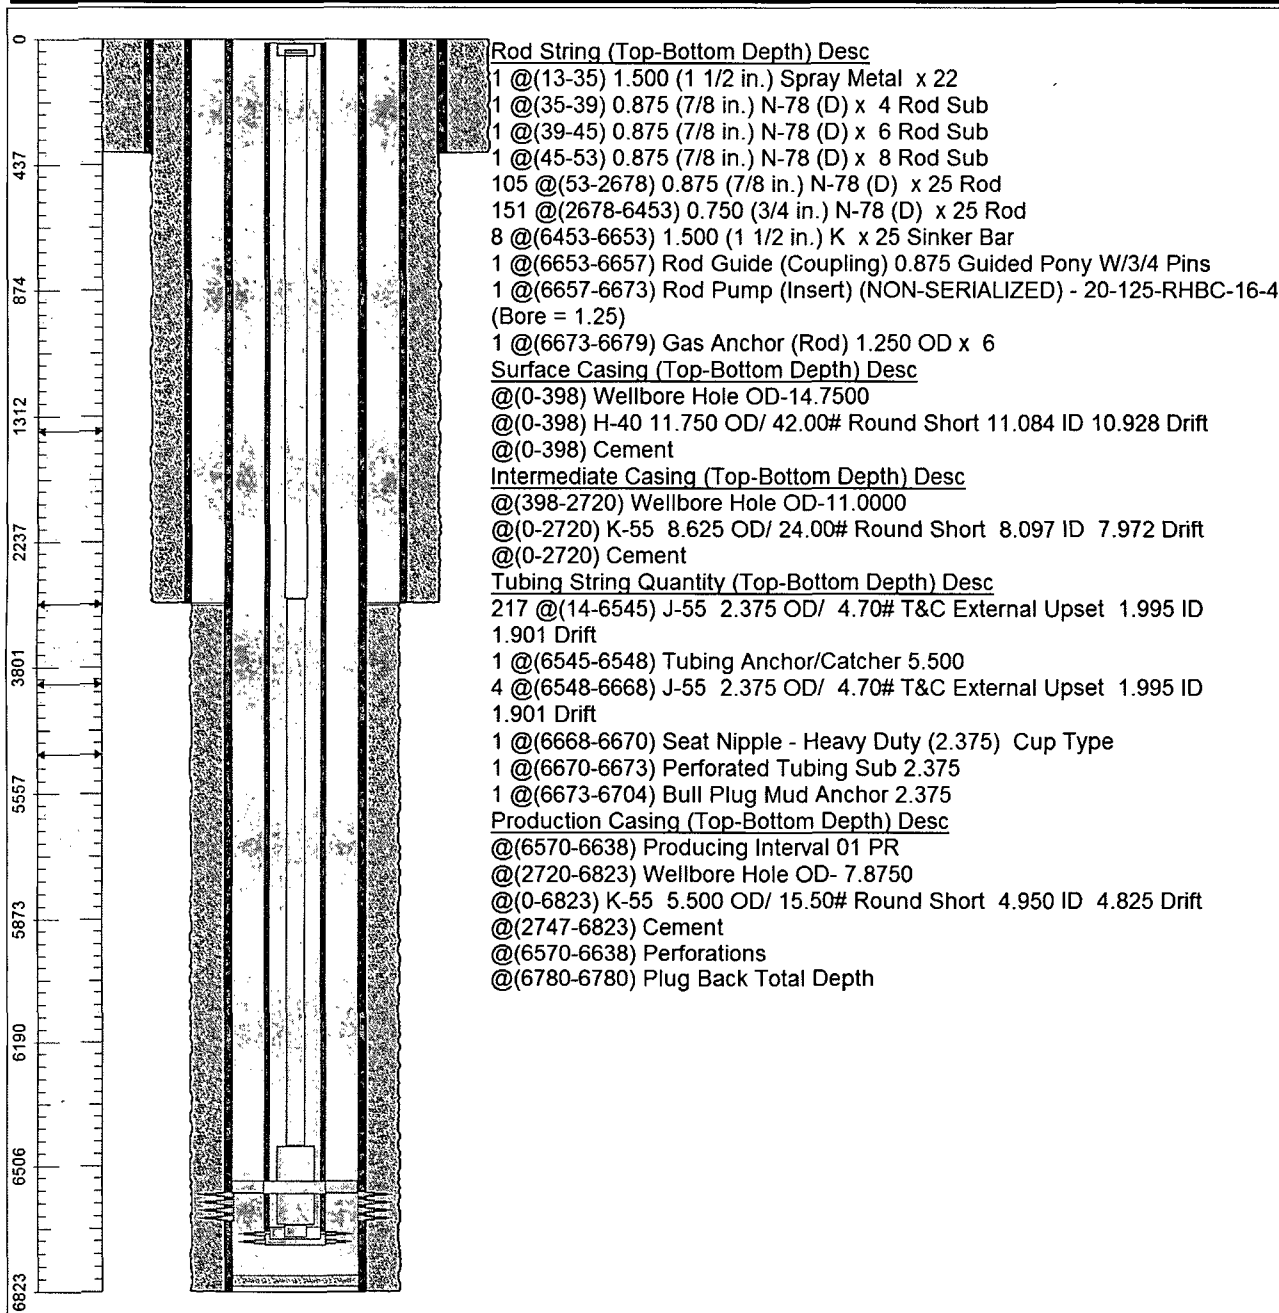 0
437
874
1312
2237
3801
5557
5873
6190
6506
6823
Rod String (Top-Bottom Depth) Desc
1 @(13-35) 1.500 (1 1/2 in.) Spray Metal x 22
1 @(35-39) 0.875 (7/8 in.) N-78 (D) x 4 Rod Sub
1 @(39-45) 0.875 (7/8 in.) N-78 (D) x 6 Rod Sub
1 @(45-53) 0.875 (7/8 in.) N-78 (D) x 8 Rod Sub
105 @(53-2678) 0.875 (7/8 in.) N-78 (D) x 25 Rod
151 @(2678-6453) 0.750 (3/4 in.) N-78 (D) x 25 Rod
8 @(6453-6653) 1.500 (1 1/2 in.) K x 25 Sinker Bar
1 @(6653-6657) Rod Guide (Coupling) 0.875 Guided Pony W/3/4 Pins
1 @(6657-6673) Rod Pump (Insert) (NON-SERIALIZED) - 20-125-RHBC-16-4
(Bore = 1.25)
1 @(6673-6679) Gas Anchor (Rod) 1.250 OD x 6
Surface Casing (Top-Bottom Depth) Desc
@(0-398) Wellbore Hole OD-14.7500
@(0-398) H-40 11.750 OD/ 42.00# Round Short 11.084 ID 10.928 Drift
@(0-398) Cement
Intermediate Casing (Top-Bottom Depth) Desc
@(398-2720) Wellbore Hole OD-11.0000
@(0-2720) K-55 8.625 OD/ 24.00# Round Short 8.097 ID 7.972 Drift
@(0-2720) Cement
Tubing String Quantity (Top-Bottom Depth) Desc
217 @(14-6545) J-55 2.375 OD/ 4.70# T&C External Upset 1.995 ID
1.901 Drift
1 @(6545-6548) Tubing Anchor/Catcher 5.500
4 @(6548-6668) J-55 2.375 OD/ 4.70# T&C External Upset 1.995 ID
1.901 Drift
1 @(6668-6670) Seat Nipple - Heavy Duty (2.375) Cup Type
1 @(6670-6673) Perforated Tubing Sub 2.375
1 @(6673-6704) Bull Plug Mud Anchor 2.375
Production Casing (Top-Bottom Depth) Desc
@(6570-6638) Producing Interval 01 PR
@(2720-6823) Wellbore Hole OD- 7.8750
@(0-6823) K-55 5.500 OD/ 15.50# Round Short 4.950 ID 4.825 Drift
@(2747-6823) Cement
@(6570-6638) Perforations
@(6780-6780) Plug Back Total Depth